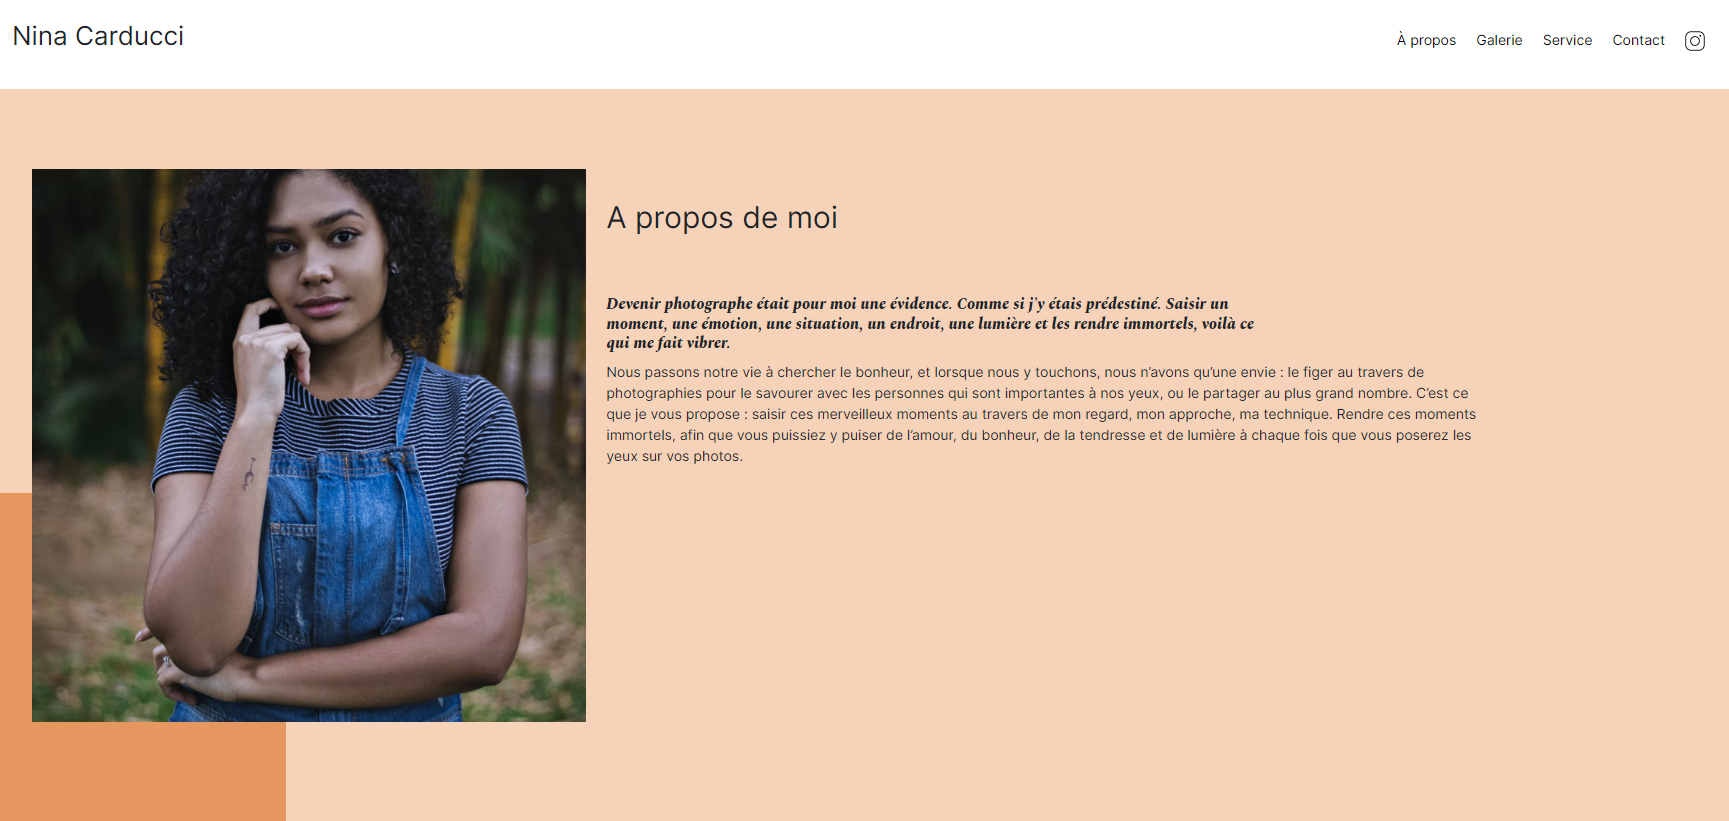 Nina Carducci
À propos Galerie Service Contact
A propos de moi
Devenir photographe était pour moi une évidence. Comme si j’y étais prédestiné. Saisir un
moment, une émotion, une situation, un endroit, une lumière et les rendre immortels, voilà ce
qui me fait vibrer.
Nous passons notre vie à chercher le bonheur, et lorsque nous y touchons, nous n’avons qu’une envie : le figer au travers de
photographies pour le savourer avec les personnes qui sont importantes à nos yeux, ou le partager au plus grand nombre. C’est ce
que je vous propose : saisir ces merveilleux moments au travers de mon regard, mon approche, ma technique. Rendre ces moments
immortels, afin que vous puissiez y puiser de l’amour, du bonheur, de la tendresse et de lumière à chaque fois que vous poserez les
yeux sur vos photos.